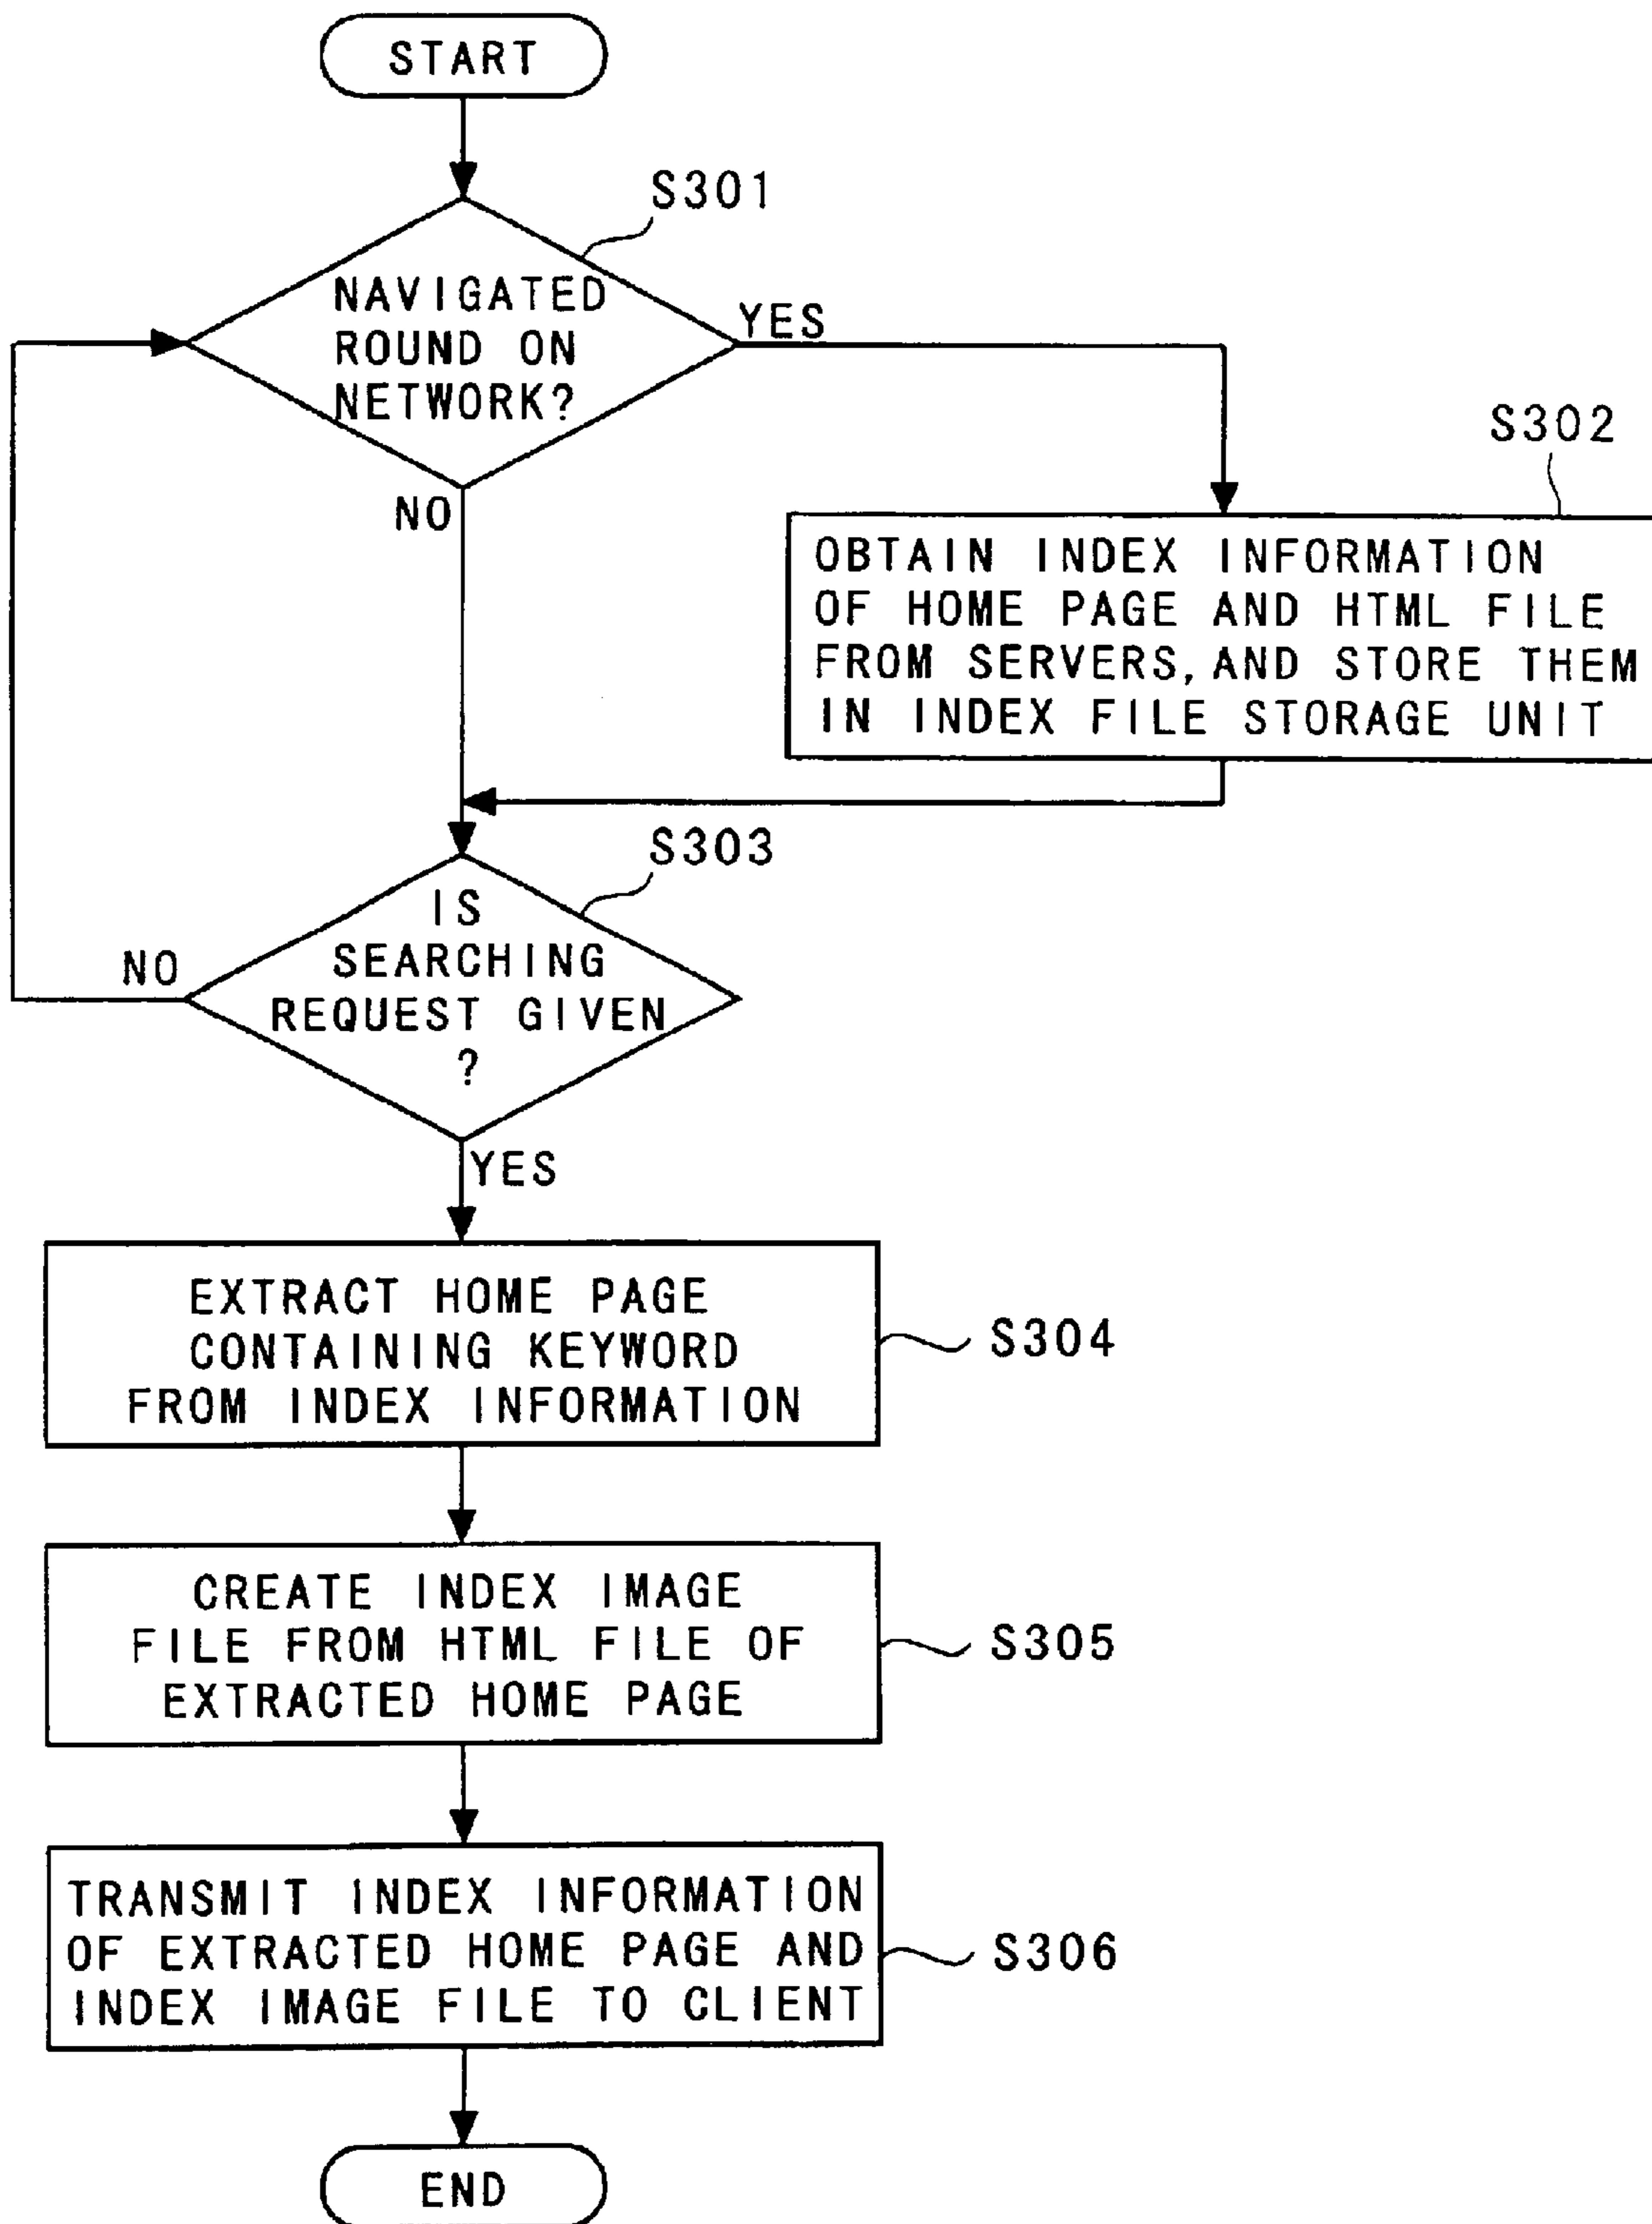 START
S301
NAVIGATED
ROUND ON
NETWORK?
YES
NO
S302
OBTAIN INDEX INFORMATION
OF HOME PAGE AND HTML FILE
FROM SERVERS, AND STORE THEM
IN INDEX FILE STORAGE UNIT
S303
IS
SEARCHING
REQUEST GIVEN
?
NO
YES
EXTRACT HOME PAGE
CONTAINING KEYWORD
FROM INDEX INFORMATION
S304
CREATE INDEX IMAGE
FILE FROM HTML FILE OF
EXTRACTED HOME PAGE
S305
TRANSMIT INDEX INFORMATION
OF EXTRACTED HOME PAGE AND
INDEX IMAGE FILE TO CLIENT
S306
END